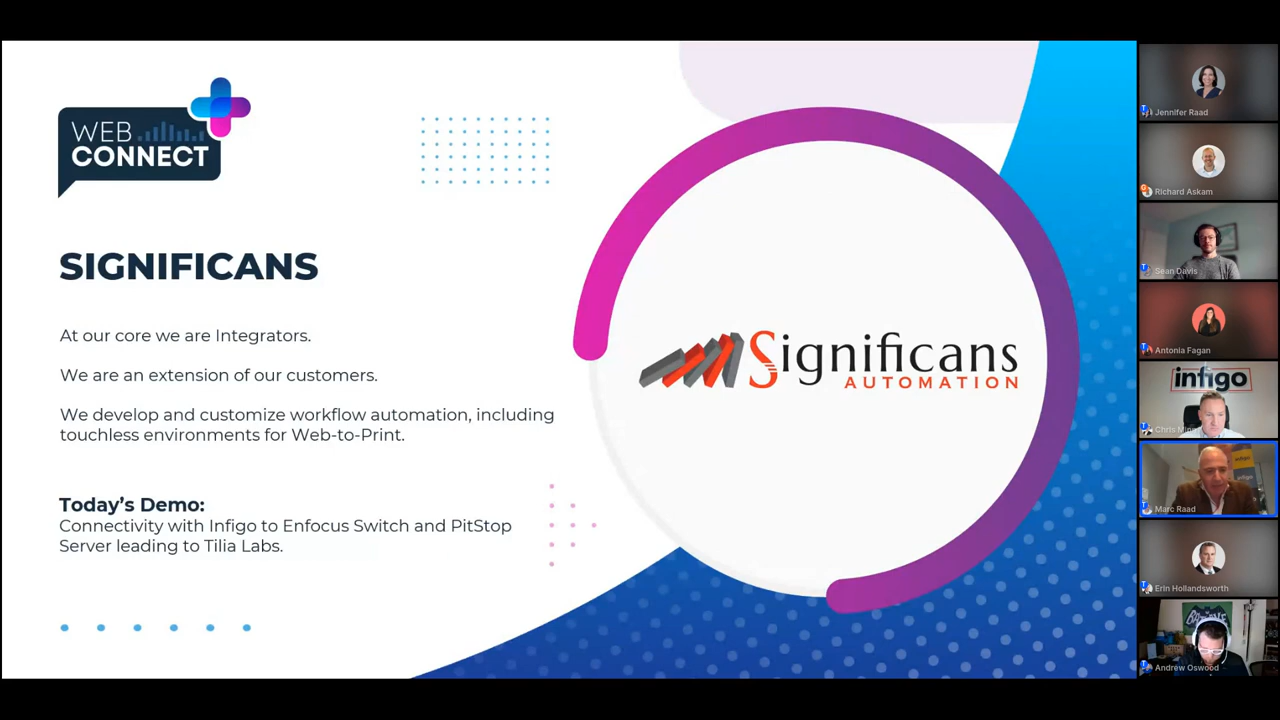 WEB
CONNECT
SIGNIFICANS
At our core we are Integrators.
We are an extension of our customers.
We develop and customize workflow automation, including
touchless environments for Web-to-Print.
Today's Demo:
Connectivity with Infigo to Enfocus Switch and PitStop
Server leading to Tilia Labs.
Significans
AUTOMATION
Jennifer Raad
Richard Askam
Sean Davis
Antonia Fagan
infigo
Chris Minn
infigo
Marc Raad
Erin Hollandsworth
Andrew Oswood